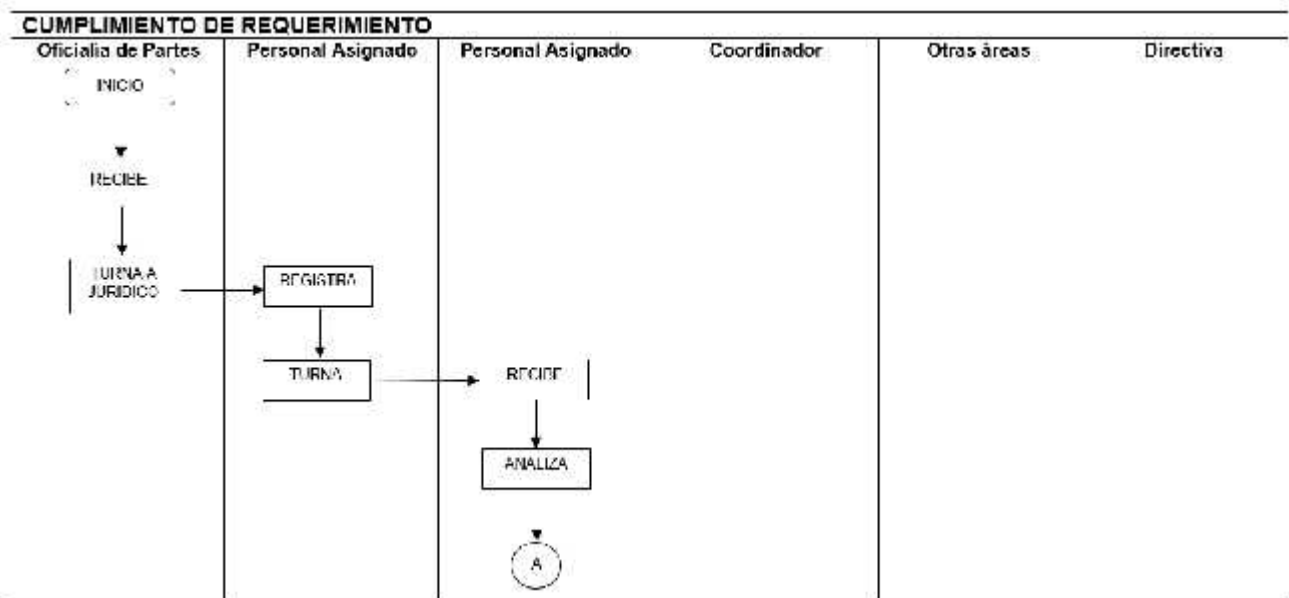 CUMPLIMIENTO DE REQUERIMIENTO
Oficialia de Partes
Personal Asignado
Personal Asignado
Coordinador
Otras áreas
Directiva
INICIO
RECIBE
TURNA A
JURIDICO
REGISTRA
TURNA
RECIBE
ANALIZA
A